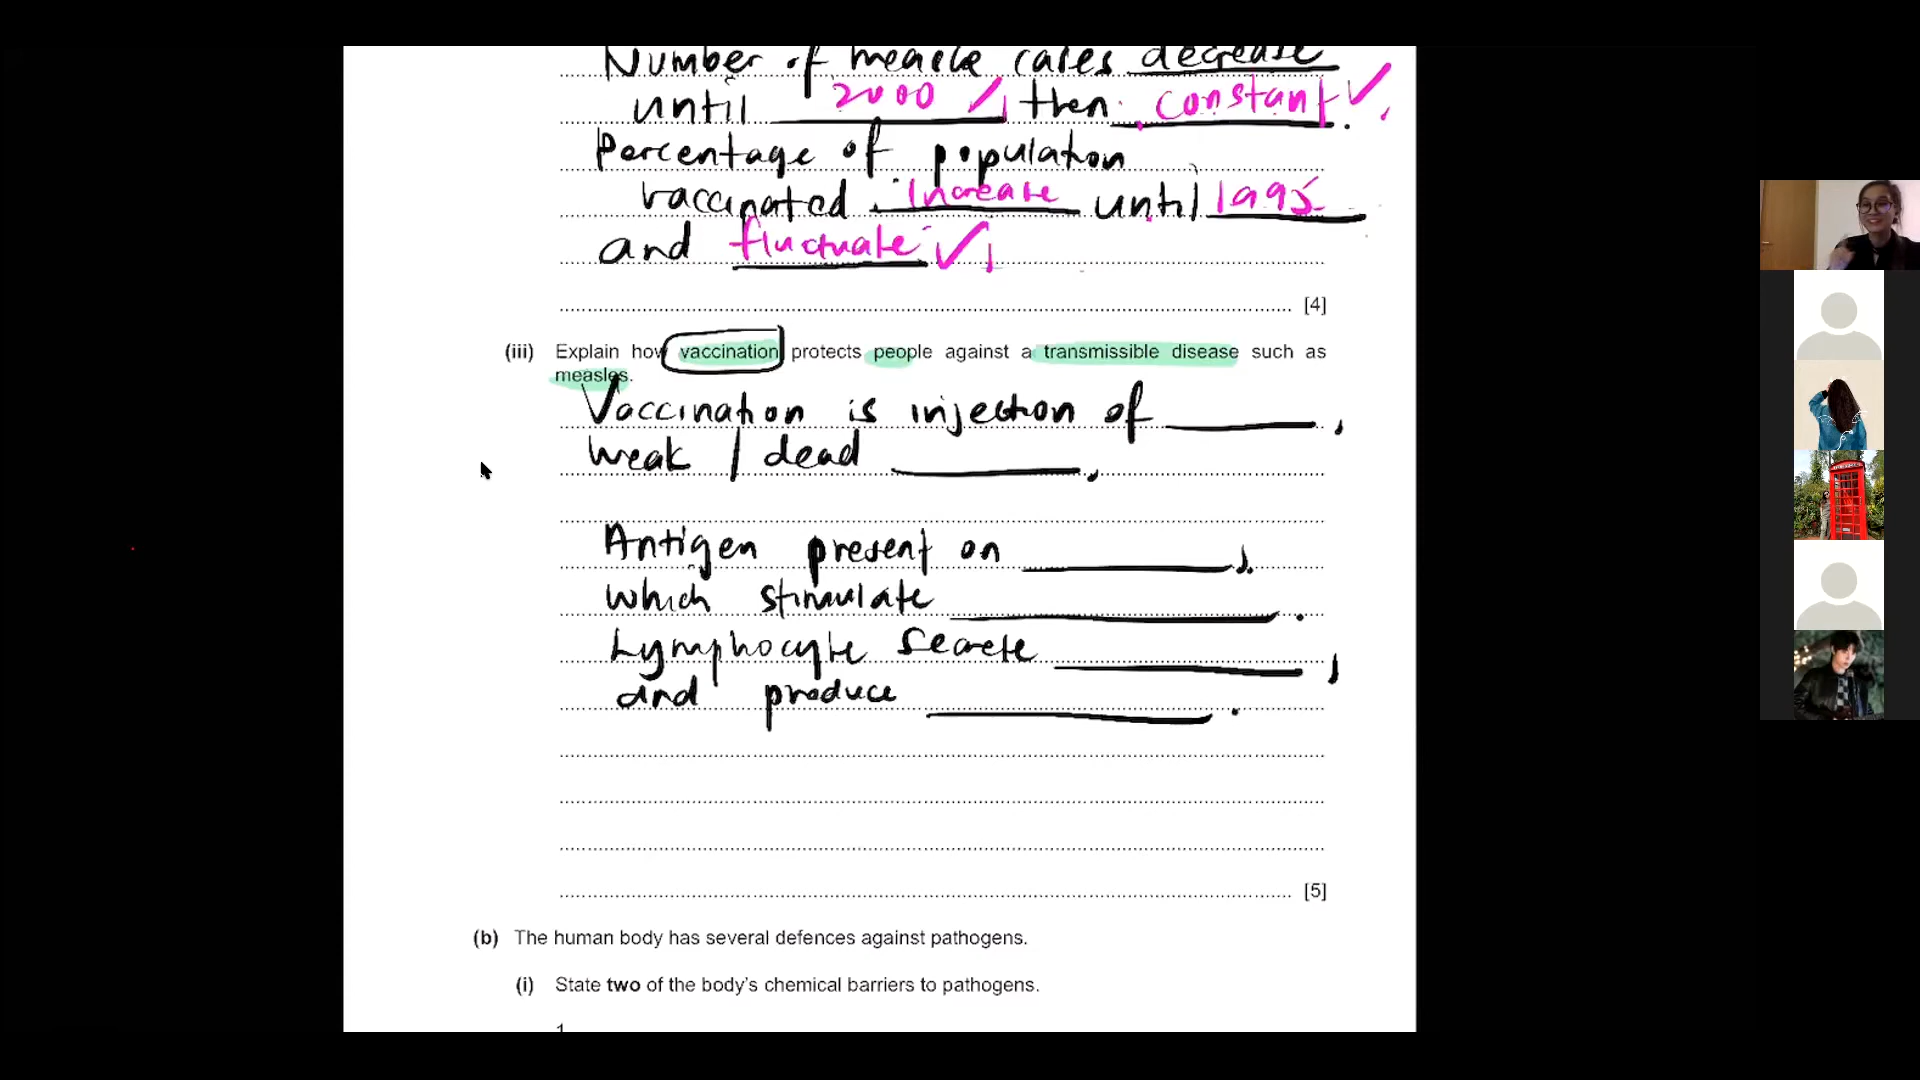 Number of measle cases decrease
until 2000 then constant.
Percentage of population
vaccinated increase until 1995
and fluctuate
[4]
(iii) Explain how vaccination protects people against a transmissible disease such as
measles.
Vaccination is injection of ______,
weak / dead ______,
Antigen present on ______,
which stimulate ______.
Lymphocyte secrete ______,
and produce ______.
[5]
(b) The human body has several defences against pathogens.
(i) State two of the body's chemical barriers to pathogens.
1